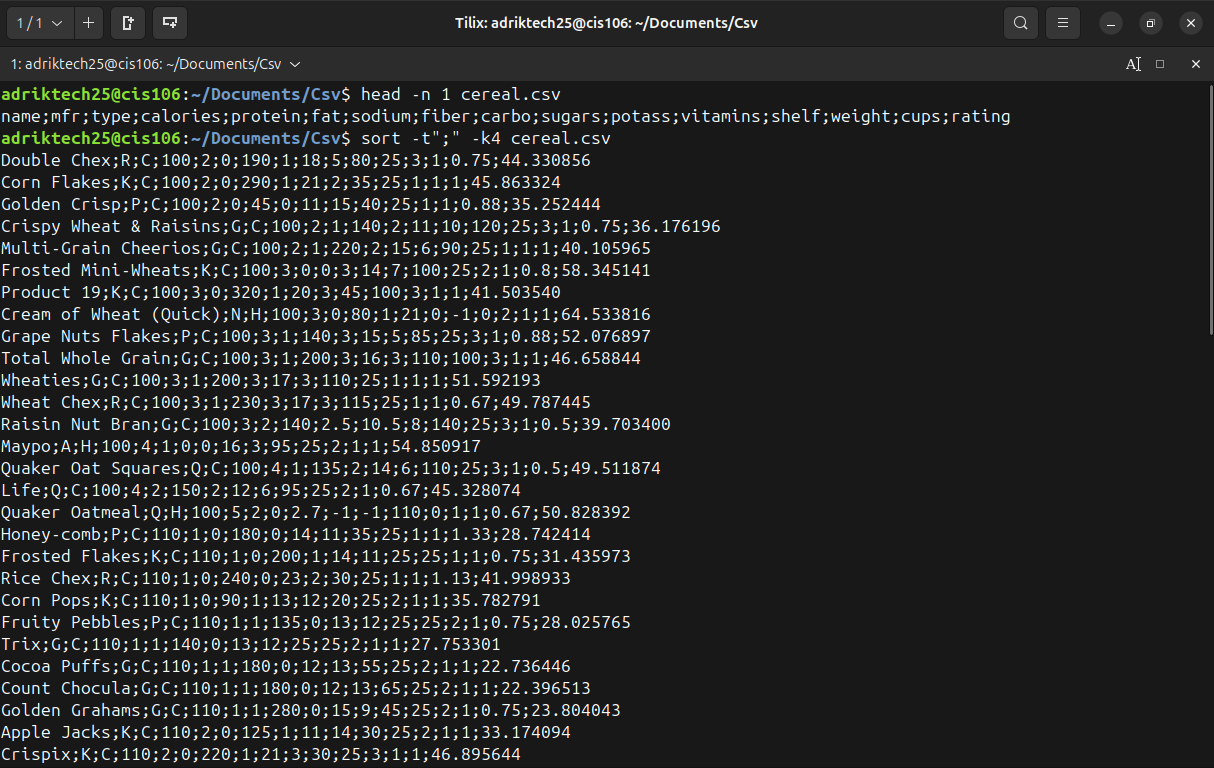 1 / 1
Tilix: adriktech25@cis106: ~/Documents/Csv
1: adriktech25@cis106: ~/Documents/Csv
adriktech25@cis106:~/Documents/Csv$ head -n 1 cereal.csv
name;mfr;type;calories;protein;fat;sodium;fiber;carbo;sugars;potass;vitamins;shelf;weight;cups;rating
adriktech25@cis106:~/Documents/Csv$ sort -t";" -k4 cereal.csv
Double Chex;R;C;100;2;0;190;1;18;5;80;25;3;1;0.75;44.330856
Corn Flakes;K;C;100;2;0;290;1;21;2;35;25;1;1;1;45.863324
Golden Crisp;P;C;100;2;0;45;0;11;15;40;25;1;1;0.88;35.252444
Crispy Wheat & Raisins;G;C;100;2;1;140;2;11;10;120;25;3;1;0.75;36.176196
Multi-Grain Cheerios;G;C;100;2;1;220;2;15;6;90;25;1;1;1;40.105965
Frosted Mini-Wheats;K;C;100;3;0;0;3;14;7;100;25;2;1;0.8;58.345141
Product 19;K;C;100;3;0;320;1;20;3;45;100;3;1;1;41.503540
Cream of Wheat (Quick);N;H;100;3;0;80;1;21;0;-1;0;2;1;1;64.533816
Grape Nuts Flakes;P;C;100;3;1;140;3;15;5;85;25;3;1;0.88;52.076897
Total Whole Grain;G;C;100;3;1;200;3;16;3;110;100;3;1;1;46.658844
Wheaties;G;C;100;3;1;200;3;17;3;110;25;1;1;1;51.592193
Wheat Chex;R;C;100;3;1;230;3;17;3;115;25;1;1;0.67;49.787445
Raisin Nut Bran;G;C;100;3;2;140;2.5;10.5;8;140;25;3;1;0.5;39.703400
Maypo;A;H;100;4;1;0;0;16;3;95;25;2;1;1;54.850917
Quaker Oat Squares;Q;C;100;4;1;135;2;14;6;110;25;3;1;0.5;49.511874
Life;Q;C;100;4;2;150;2;12;6;95;25;2;1;0.67;45.328074
Quaker Oatmeal;Q;H;100;5;2;0;2.7;-1;-1;110;0;1;1;0.67;50.828392
Honey-comb;P;C;110;1;0;180;0;14;11;35;25;1;1;1.33;28.742414
Frosted Flakes;K;C;110;1;0;200;1;14;11;25;25;1;1;0.75;31.435973
Rice Chex;R;C;110;1;0;240;0;23;2;30;25;1;1;1.13;41.998933
Corn Pops;K;C;110;1;0;90;1;13;12;20;25;2;1;1;35.782791
Fruity Pebbles;P;C;110;1;1;135;0;13;12;25;25;2;1;0.75;28.025765
Trix;G;C;110;1;1;140;0;13;12;25;25;2;1;1;27.753301
Cocoa Puffs;G;C;110;1;1;180;0;12;13;55;25;2;1;1;22.736446
Count Chocula;G;C;110;1;1;180;0;12;13;65;25;2;1;1;22.396513
Golden Grahams;G;C;110;1;1;280;0;15;9;45;25;2;1;0.75;23.804043
Apple Jacks;K;C;110;2;0;125;1;11;14;30;25;2;1;1;33.174094
Crispix;K;C;110;2;0;220;1;21;3;30;25;3;1;1;46.895644